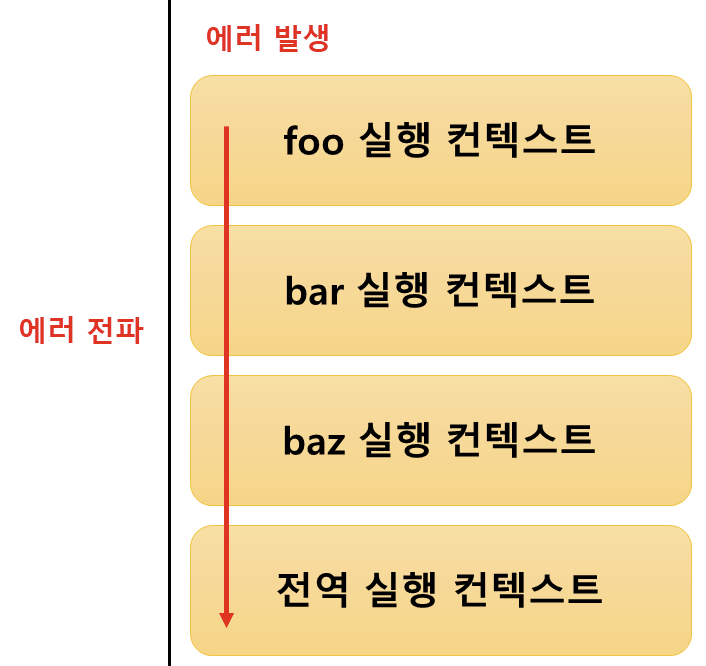 에러 발생
foo 실행 컨텍스트
bar 실행 컨텍스트
에러 전파
baz 실행 컨텍스트
전역 실행 컨텍스트